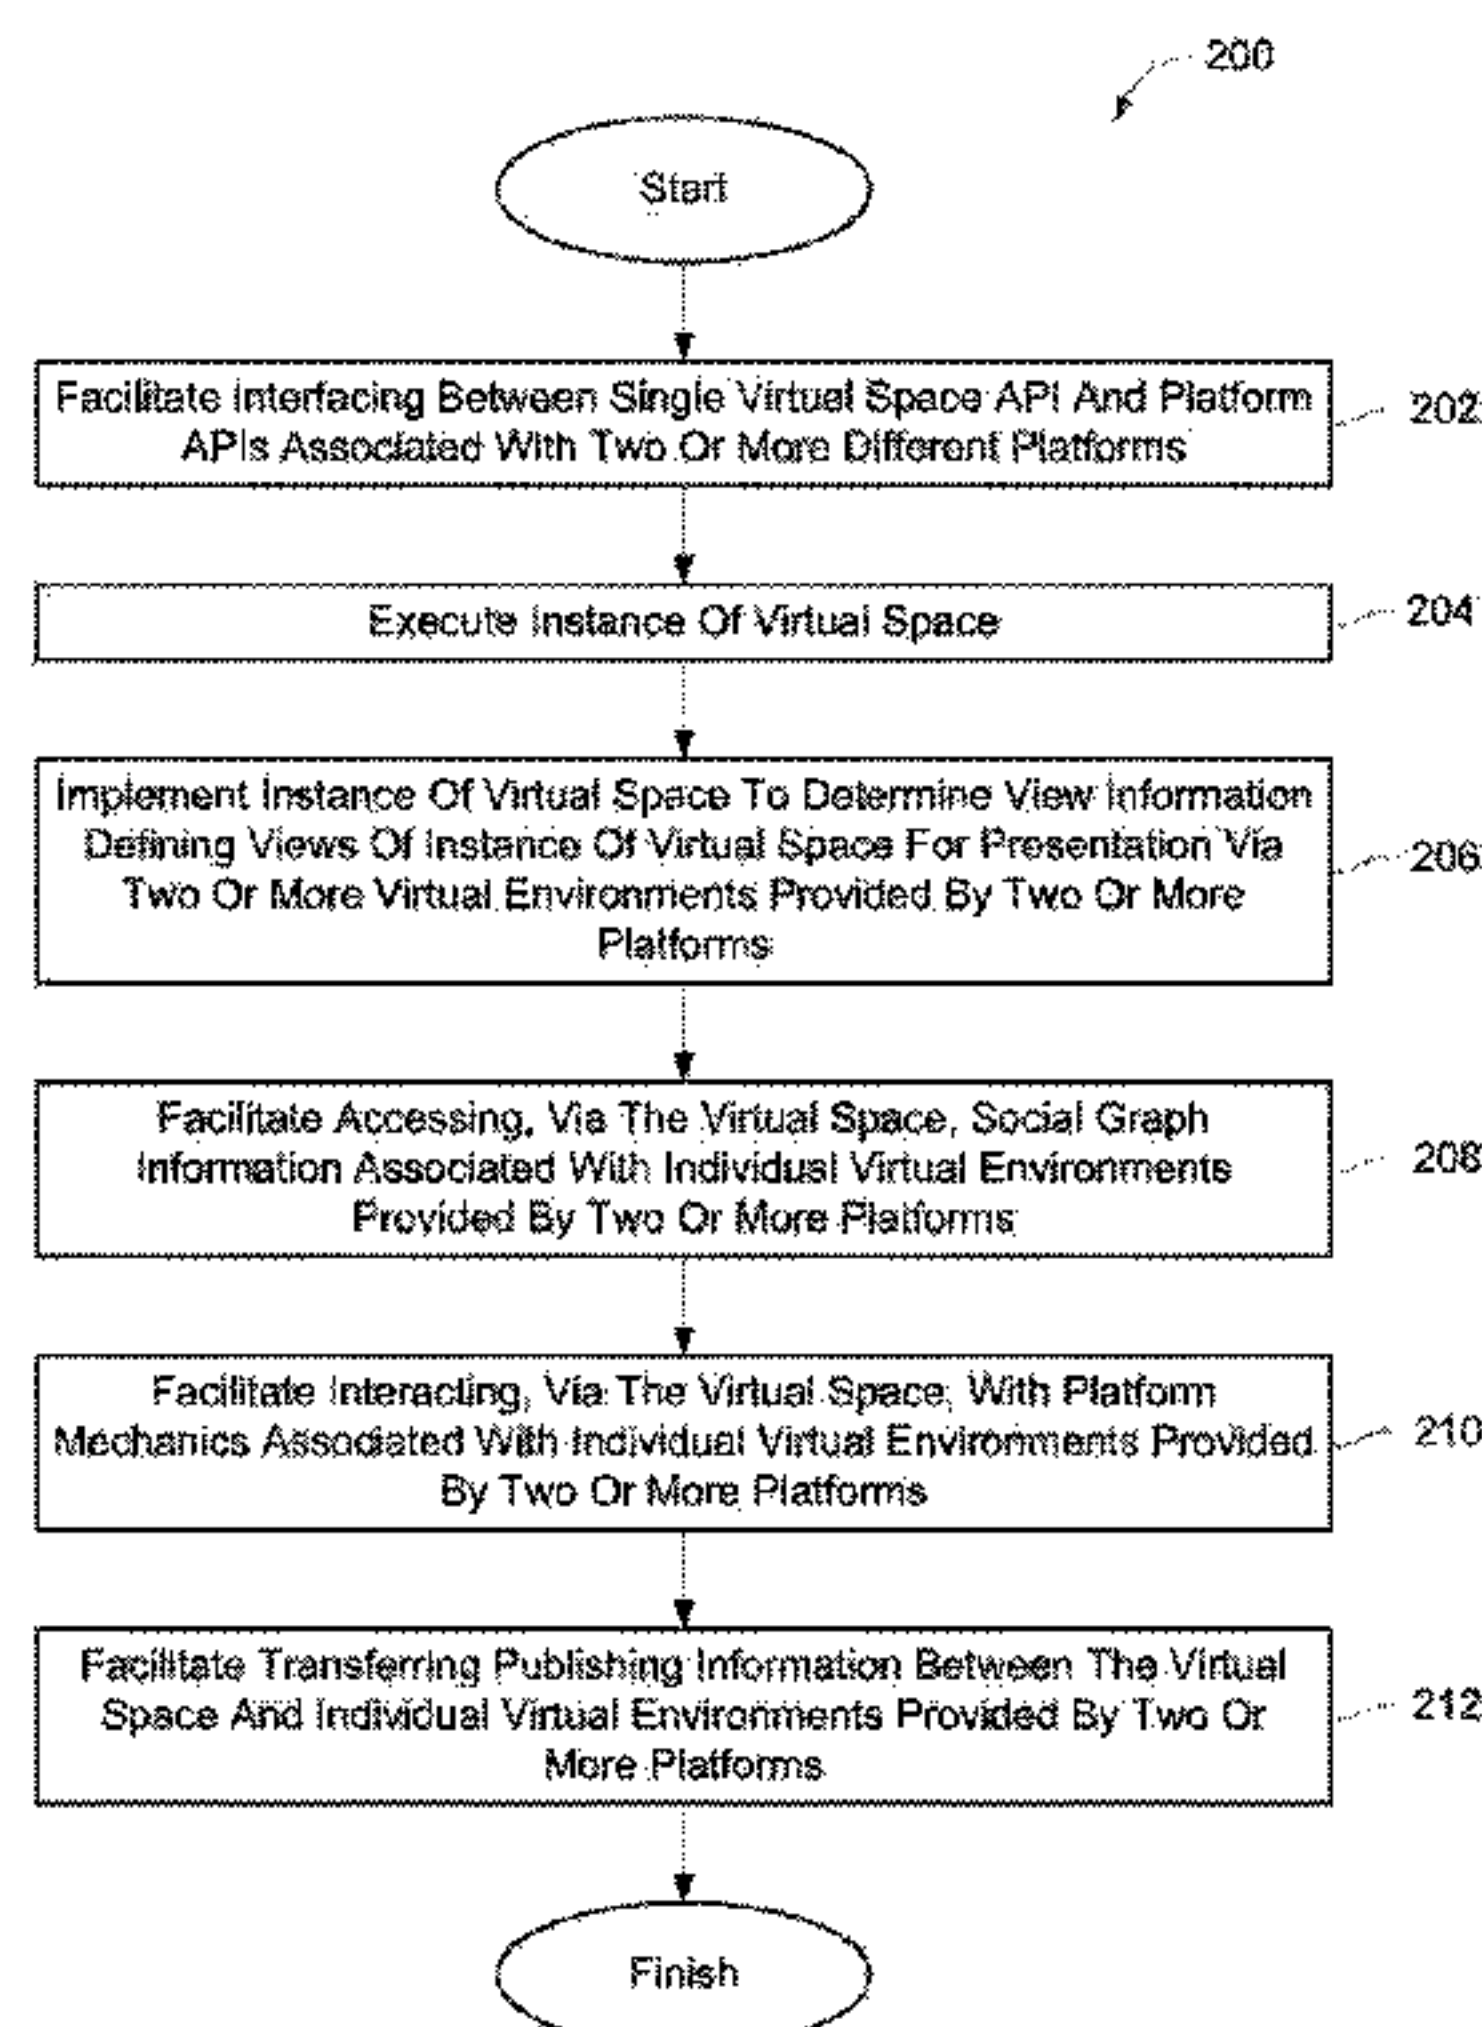 200
Start
Facilitate Interfacing Between Single Virtual Space API And Platform
APIs Associated With Two Or More Different Platforms
202
Execute Instance Of Virtual Space
204
Implement Instance Of Virtual Space To Determine View Information
Defining Views Of Instance Of Virtual Space For Presentation Via
Two Or More Virtual Environments Provided By Two Or More
Platforms
206
Facilitate Accessing, Via The Virtual Space, Social Graph
Information Associated With Individual Virtual Environments
Provided By Two Or More Platforms
208
Facilitate Interacting, Via The Virtual Space, With Platform
Mechanics Associated With Individual Virtual Environments Provided
By Two Or More Platforms
210
Facilitate Transferring Publishing Information Between The Virtual
Space And Individual Virtual Environments Provided By Two Or
More Platforms
212
Finish